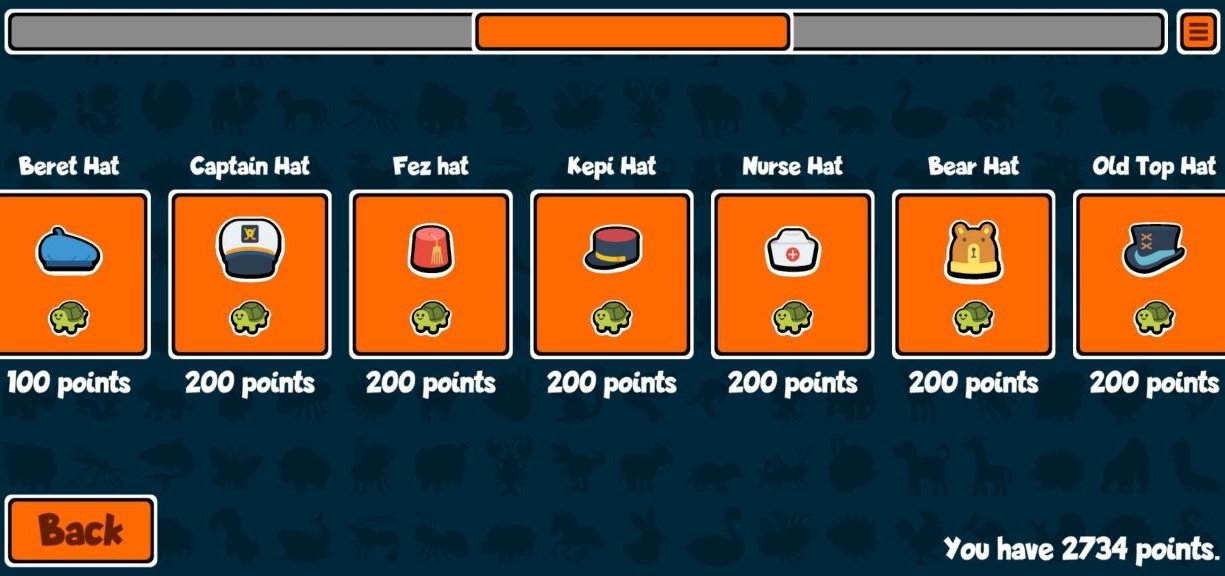 Beret Hat Captain Hat Fez hat Kepi Hat Nurse Hat Bear Hat Old Top Hat
100 points 200 points 200 points 200 points 200 points 200 points 200 points
Back
You have 2734 points.